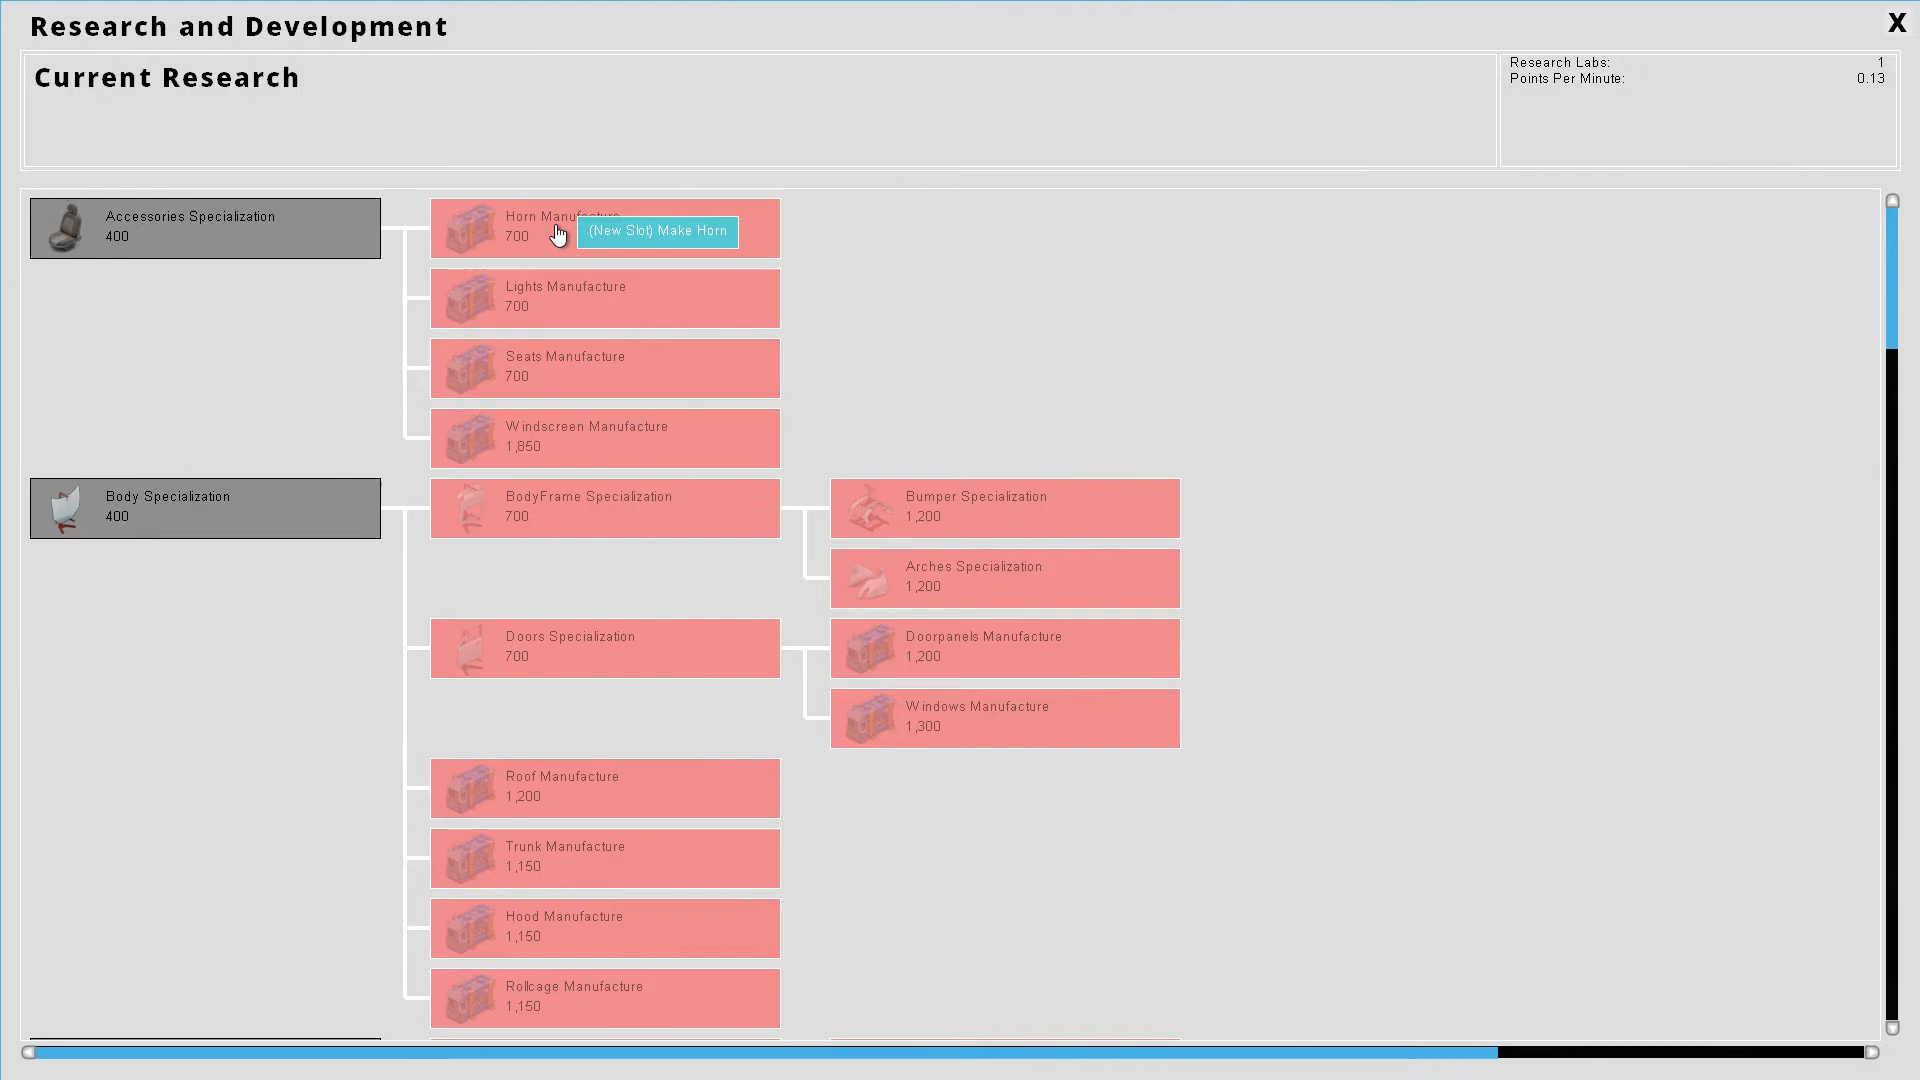 Research and Development
X
Current Research
Research Labs: 1
Points Per Minute: 0.13
Accessories Specialization
400
Horn Manufacture
700
(New Slot) Make Horn
Lights Manufacture
700
Seats Manufacture
700
Windscreen Manufacture
1,850
Body Specialization
400
BodyFrame Specialization
700
Bumper Specialization
1,200
Arches Specialization
1,200
Doors Specialization
700
Doorpanels Manufacture
1,200
Windows Manufacture
1,300
Roof Manufacture
1,200
Trunk Manufacture
1,150
Hood Manufacture
1,150
Rollcage Manufacture
1,150